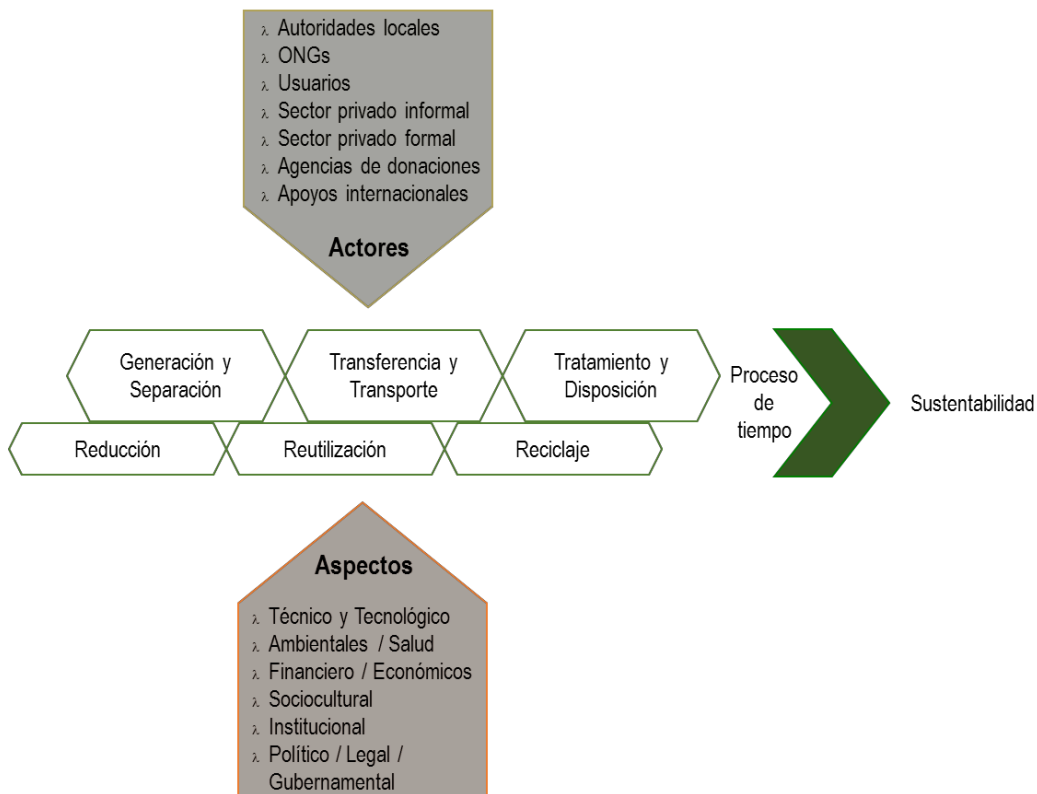 λ Autoridades locales
λ ONGs
λ Usuarios
λ Sector privado informal
λ Sector privado formal
λ Agencias de donaciones
λ Apoyos internacionales
Actores
Generación y
Separación
Transferencia y
Transporte
Tratamiento y
Disposición
Reducción
Reutilización
Reciclaje
Proceso
de
tiempo
Sustentabilidad
Aspectos
λ Técnico y Tecnológico
λ Ambientales / Salud
λ Financiero / Económicos
λ Sociocultural
λ Institucional
λ Político / Legal /
Gubernamental